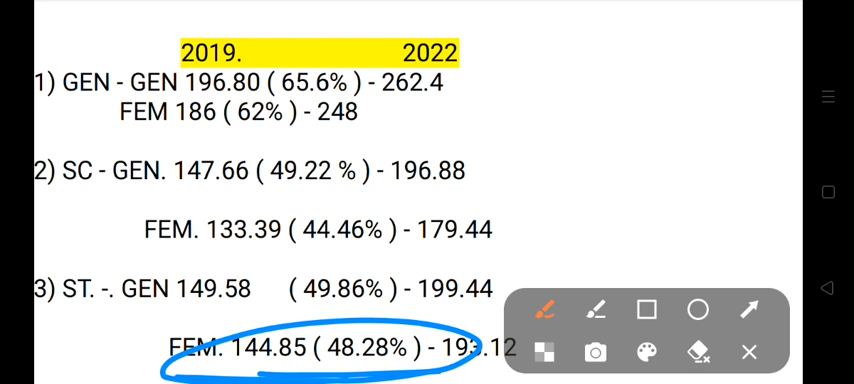 2019. 2022
1) GEN - GEN 196.80 ( 65.6% ) - 262.4
FEM 186 ( 62% ) - 248
2) SC - GEN. 147.66 ( 49.22 % ) - 196.88
FEM. 133.39 ( 44.46% ) - 179.44
3) ST. -. GEN 149.58 ( 49.86% ) - 199.44
FEM. 144.85 ( 48.28% ) - 193.12